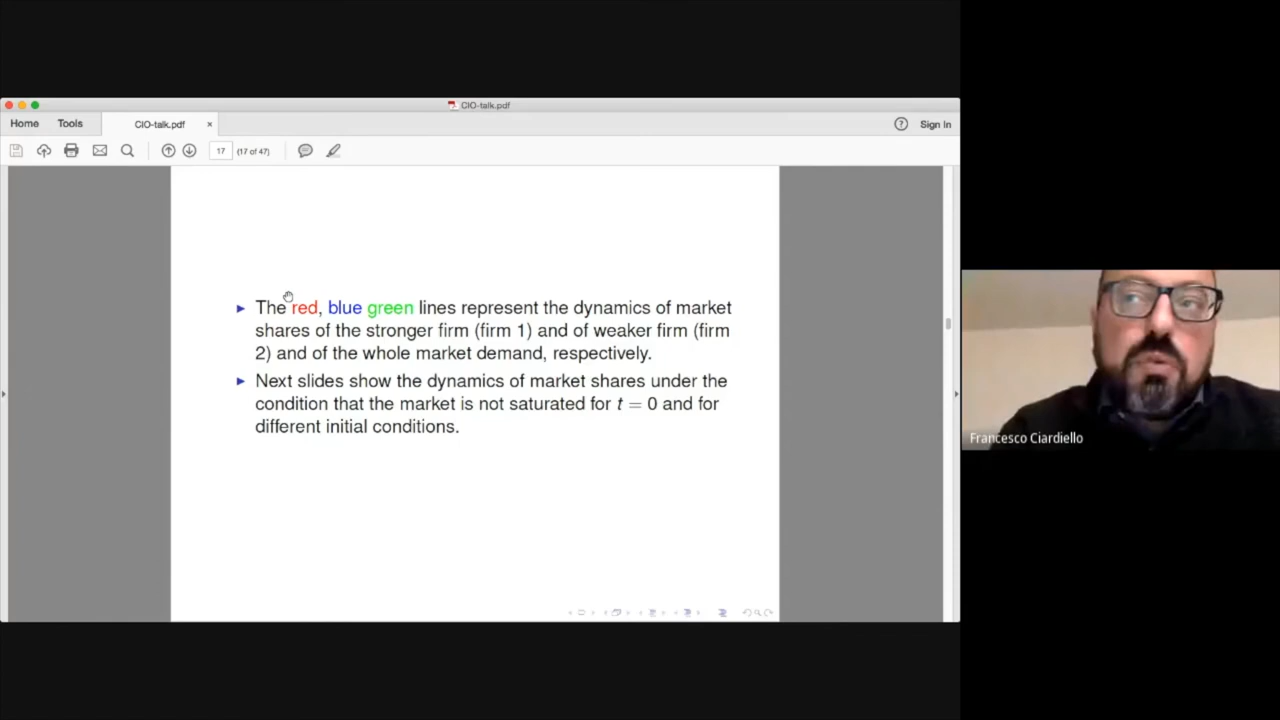 CIO-talk.pdf
Home Tools CIO-talk.pdf × ? Sign In
17 (17 of 47)
▶ The red, blue green lines represent the dynamics of market
shares of the stronger firm (firm 1) and of weaker firm (firm
2) and of the whole market demand, respectively.
▶ Next slides show the dynamics of market shares under the
condition that the market is not saturated for t = 0 and for
different initial conditions.
Francesco Ciardiello